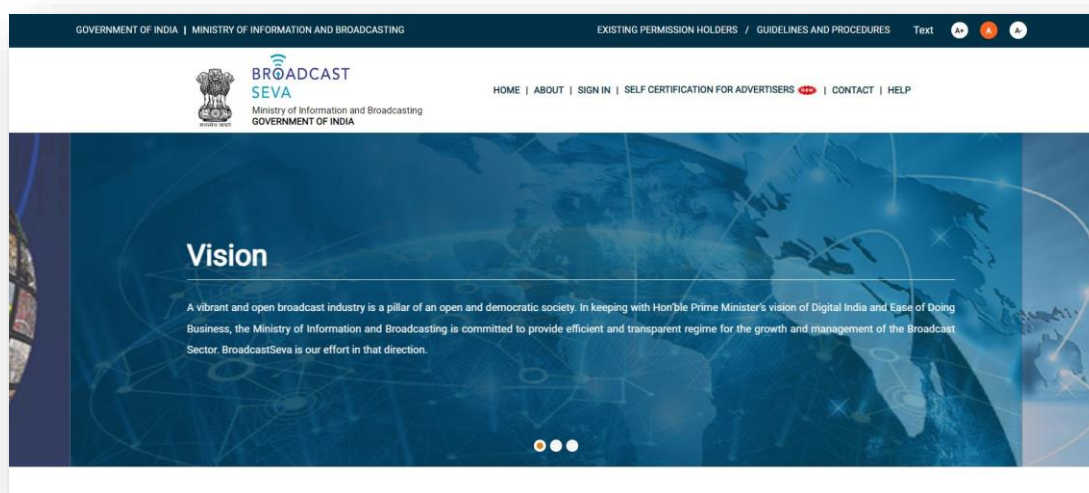 GOVERNMENT OF INDIA | MINISTRY OF INFORMATION AND BROADCASTING
EXISTING PERMISSION HOLDERS / GUIDELINES AND PROCEDURES Text A+ A A-
BROADCAST
SEVA
Ministry of Information and Broadcasting
GOVERNMENT OF INDIA
सत्यमेव जयते
HOME | ABOUT | SIGN IN | SELF CERTIFICATION FOR ADVERTISERS new | CONTACT | HELP
Vision
A vibrant and open broadcast industry is a pillar of an open and democratic society. In keeping with Hon'ble Prime Minister's vision of Digital India and Ease of Doing
Business, the Ministry of Information and Broadcasting is committed to provide efficient and transparent regime for the growth and management of the Broadcast
Sector. BroadcastSeva is our effort in that direction.